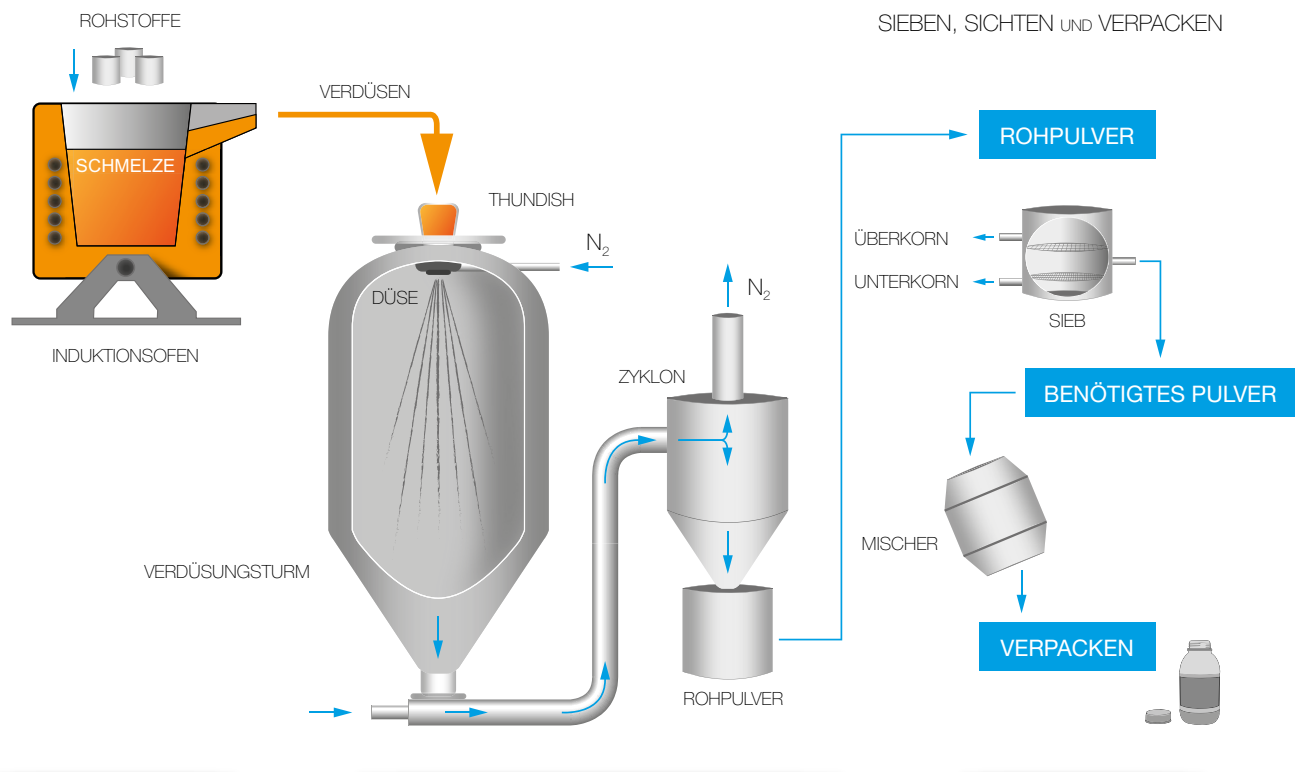 ROHSTOFFE
SCHMELZE
INDUKTIONSOFEN
VERDÜSEN
THUNDISH
N₂
DÜSE
VERDÜSUNGSTURM
ZYKLON
N₂
ROHPULVER
SIEBEN, SICHTEN UND VERPACKEN
ROHPULVER
ÜBERKORN
UNTERKORN
SIEB
BENÖTIGTES PULVER
MISCHER
VERPACKEN